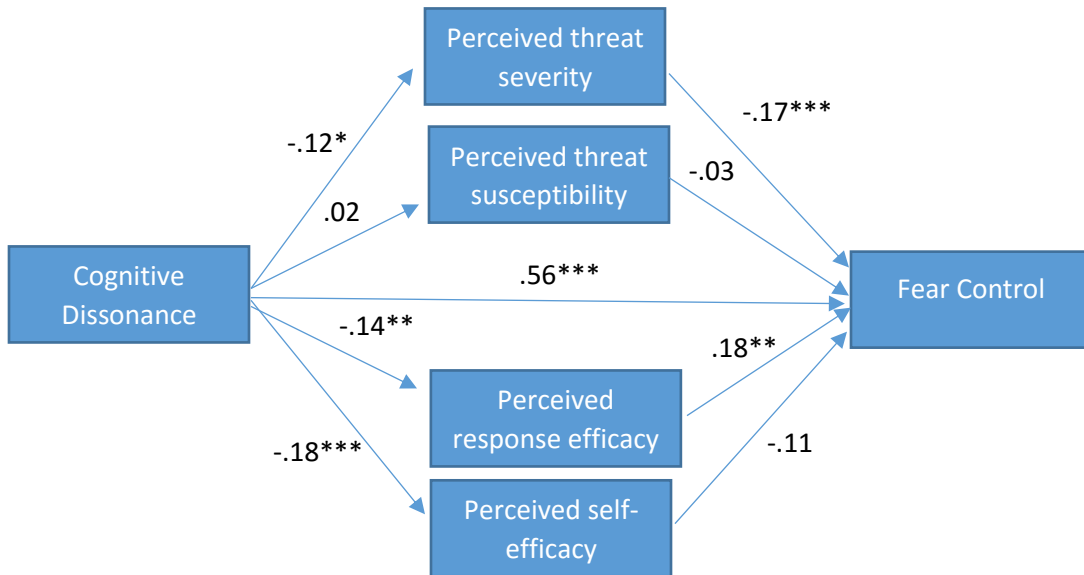 Perceived threat
severity
-.17***
-.12*
Perceived threat
susceptibility
-.03
.02
Cognitive
Dissonance
.56***
Fear Control
-.14**
.18**
Perceived
response efficacy
-.18***
-.11
Perceived self-
efficacy